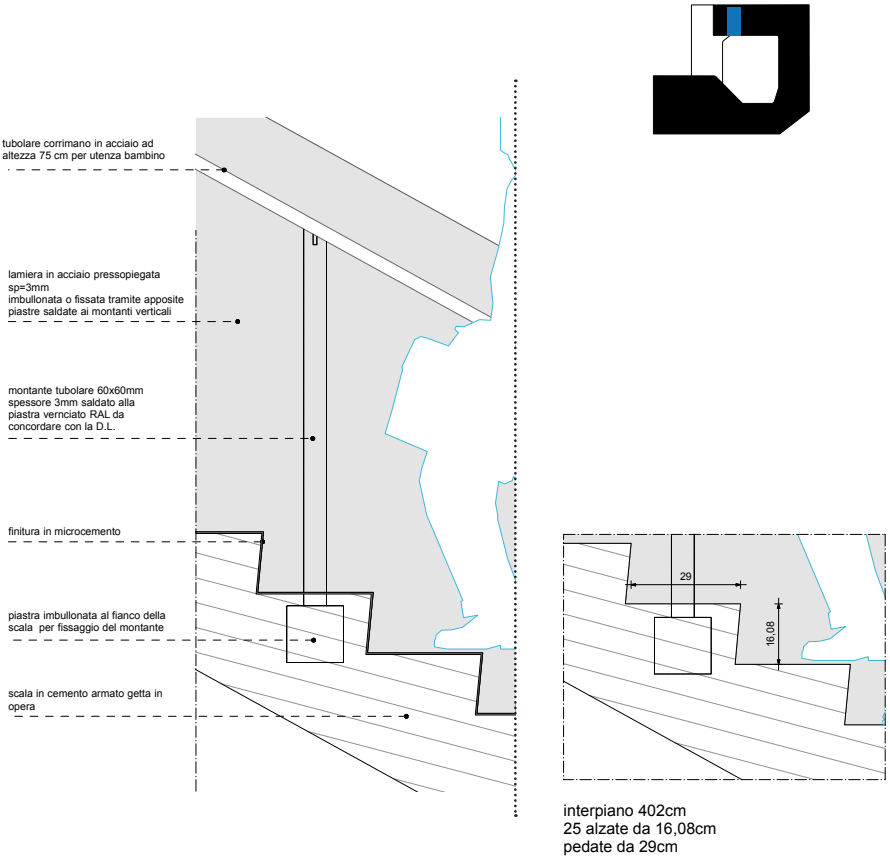 tubolare corrimano in acciaio ad
altezza 75 cm per utenza bambino
lamiera in acciaio pressopiegata
sp=3mm
imbullonata o fissata tramite apposite
piastre saldate ai montanti verticali
montante tubolare 60x60mm
spessore 3mm saldato alla
piastra vernciato RAL da
concordare con la D.L.
finitura in microcemento
piastra imbullonata al fianco della
scala per fissaggio del montante
scala in cemento armato getta in
opera
29
16,08
interpiano 402cm
25 alzate da 16,08cm
pedate da 29cm